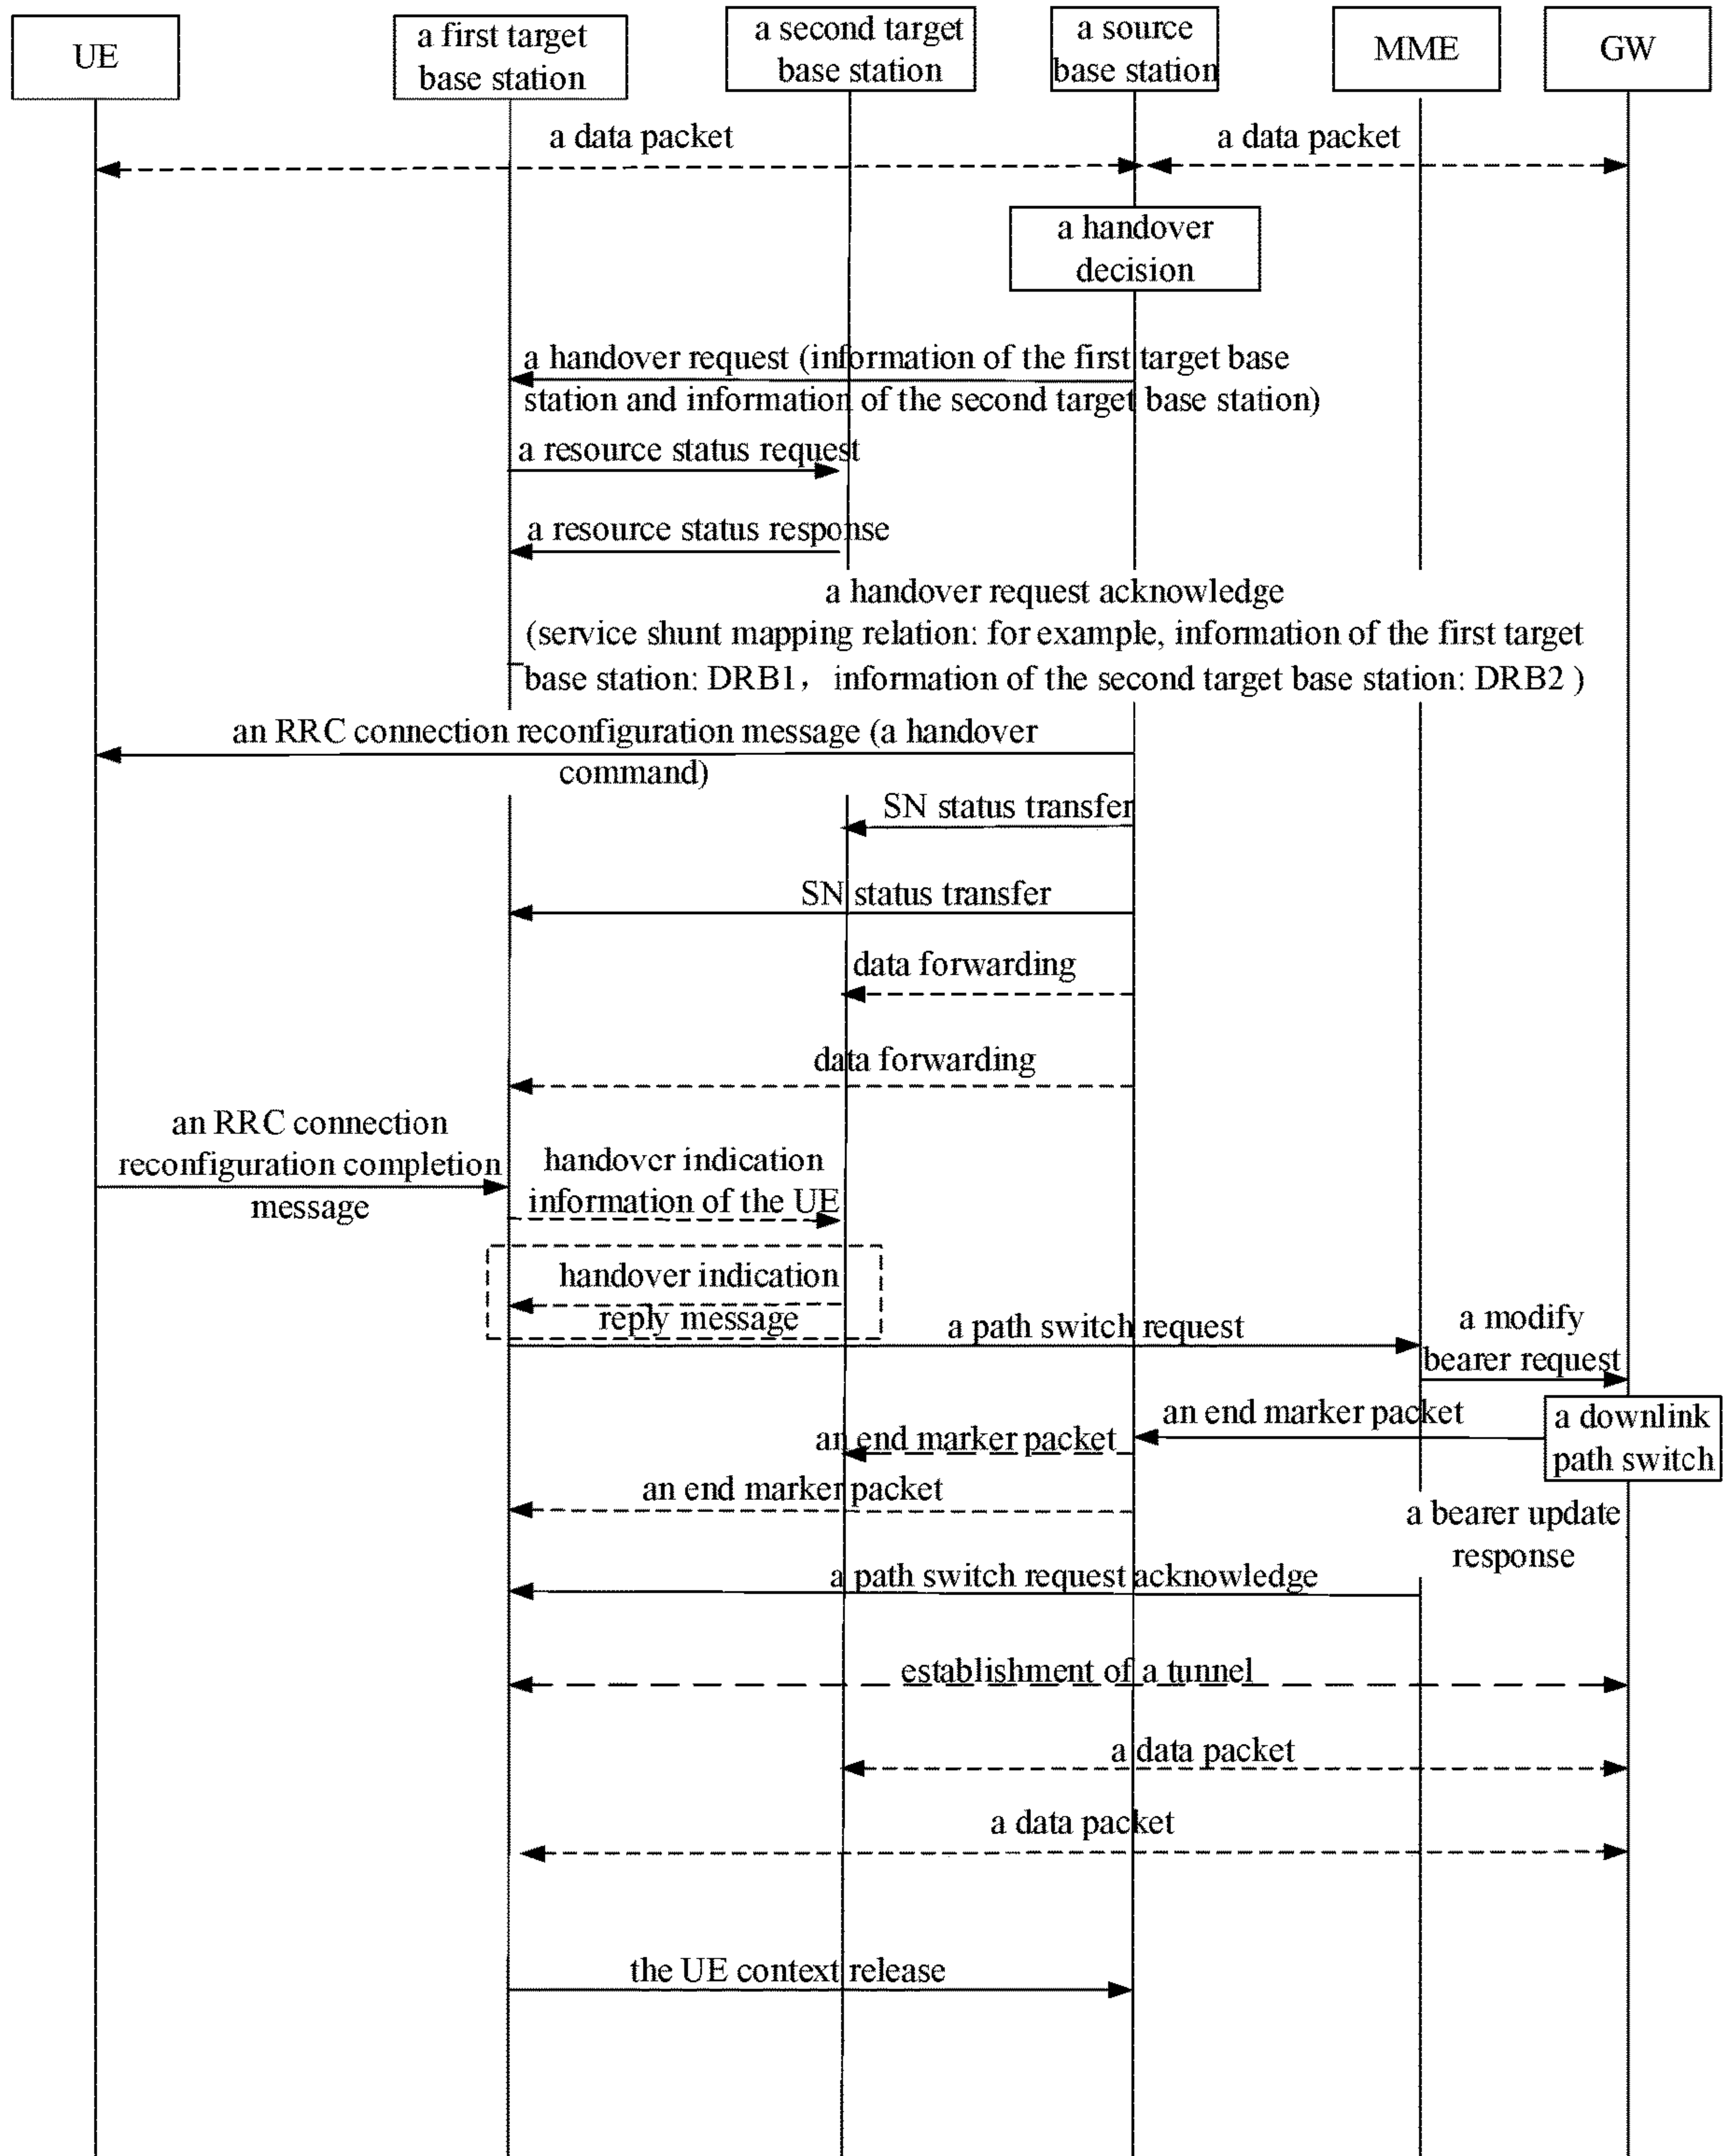 UE
a first target
base station
a second target
base station
a source
base station
MME
GW
a data packet
a data packet
a handover
decision
a handover request (information of the first target base
station and information of the second target base station)
a resource status request
a resource status response
a handover request acknowledge
(service shunt mapping relation: for example, information of the first target
base station: DRB1, information of the second target base station: DRB2 )
an RRC connection reconfiguration message (a handover
command)
SN status transfer
SN status transfer
data forwarding
data forwarding
an RRC connection
reconfiguration completion
message
handover indication
information of the UE
handover indication
reply message
a path switch request
a modify
bearer request
an end marker packet
a downlink
path switch
an end marker packet
an end marker packet
a bearer update
response
a path switch request acknowledge
establishment of a tunnel
a data packet
a data packet
the UE context release